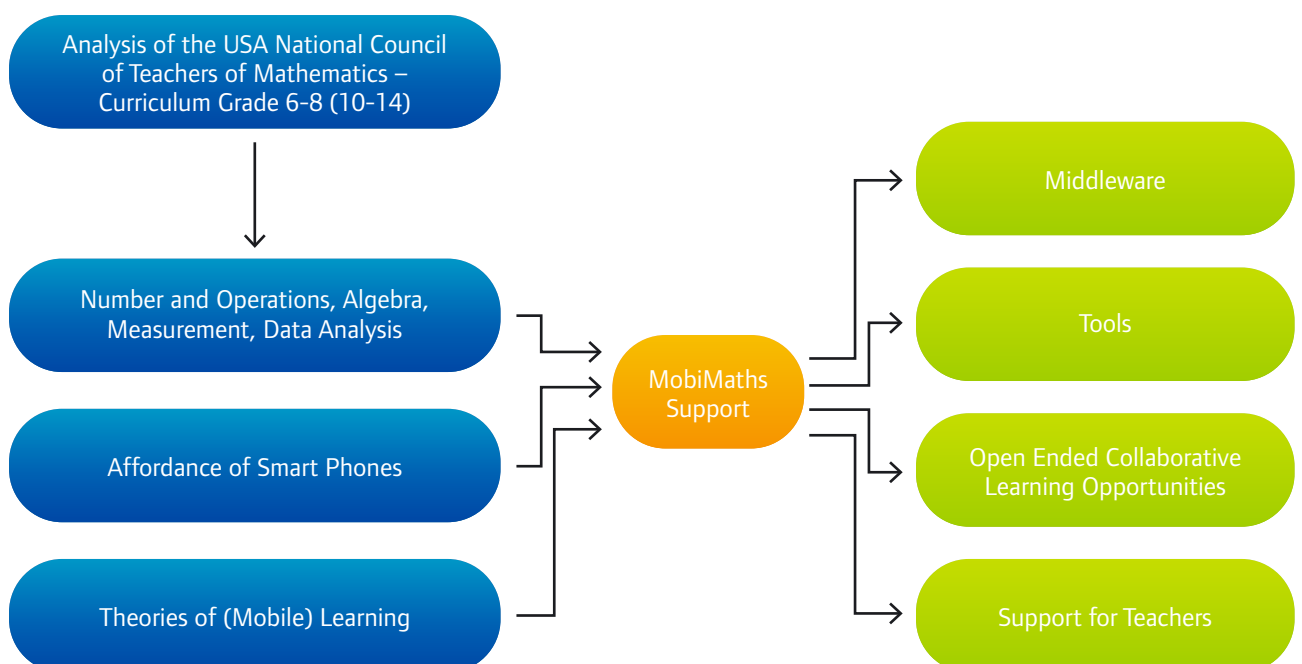 Analysis of the USA National Council
of Teachers of Mathematics –
Curriculum Grade 6-8 (10-14)
Number and Operations, Algebra,
Measurement, Data Analysis
Affordance of Smart Phones
Theories of (Mobile) Learning
MobiMaths
Support
Middleware
Tools
Open Ended Collaborative
Learning Opportunities
Support for Teachers